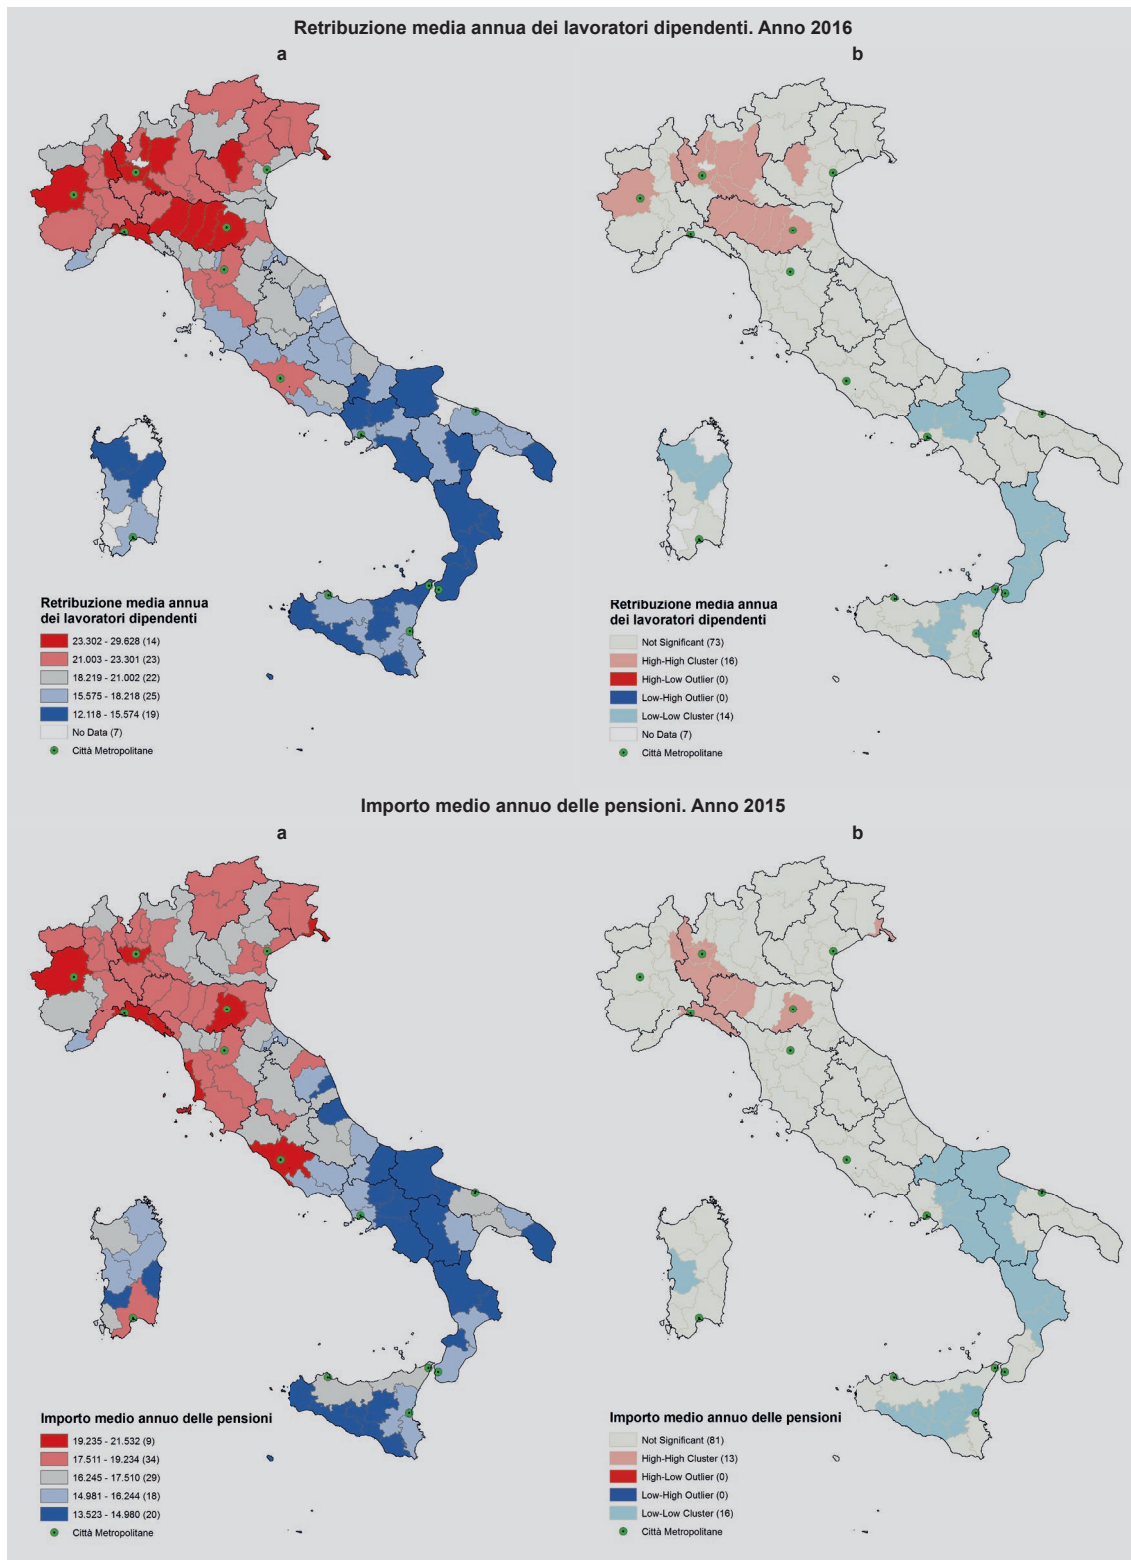 Retribuzione media annua dei lavoratori dipendenti. Anno 2016
a
b
Retribuzione media annua
dei lavoratori dipendenti
23.302 - 29.628 (14)
21.003 - 23.301 (23)
18.219 - 21.002 (22)
15.575 - 18.218 (25)
12.118 - 15.574 (19)
No Data (7)
Città Metropolitane
Retribuzione media annua
dei lavoratori dipendenti
Not Significant (73)
High-High Cluster (16)
High-Low Outlier (0)
Low-High Outlier (0)
Low-Low Cluster (14)
No Data (7)
Città Metropolitane
Importo medio annuo delle pensioni. Anno 2015
a
b
Importo medio annuo delle pensioni
19.235 - 21.532 (9)
17.511 - 19.234 (34)
16.245 - 17.510 (29)
14.981 - 16.244 (18)
13.523 - 14.980 (20)
Città Metropolitane
Importo medio annuo delle pensioni
Not Significant (81)
High-High Cluster (13)
High-Low Outlier (0)
Low-High Outlier (0)
Low-Low Cluster (16)
Città Metropolitane